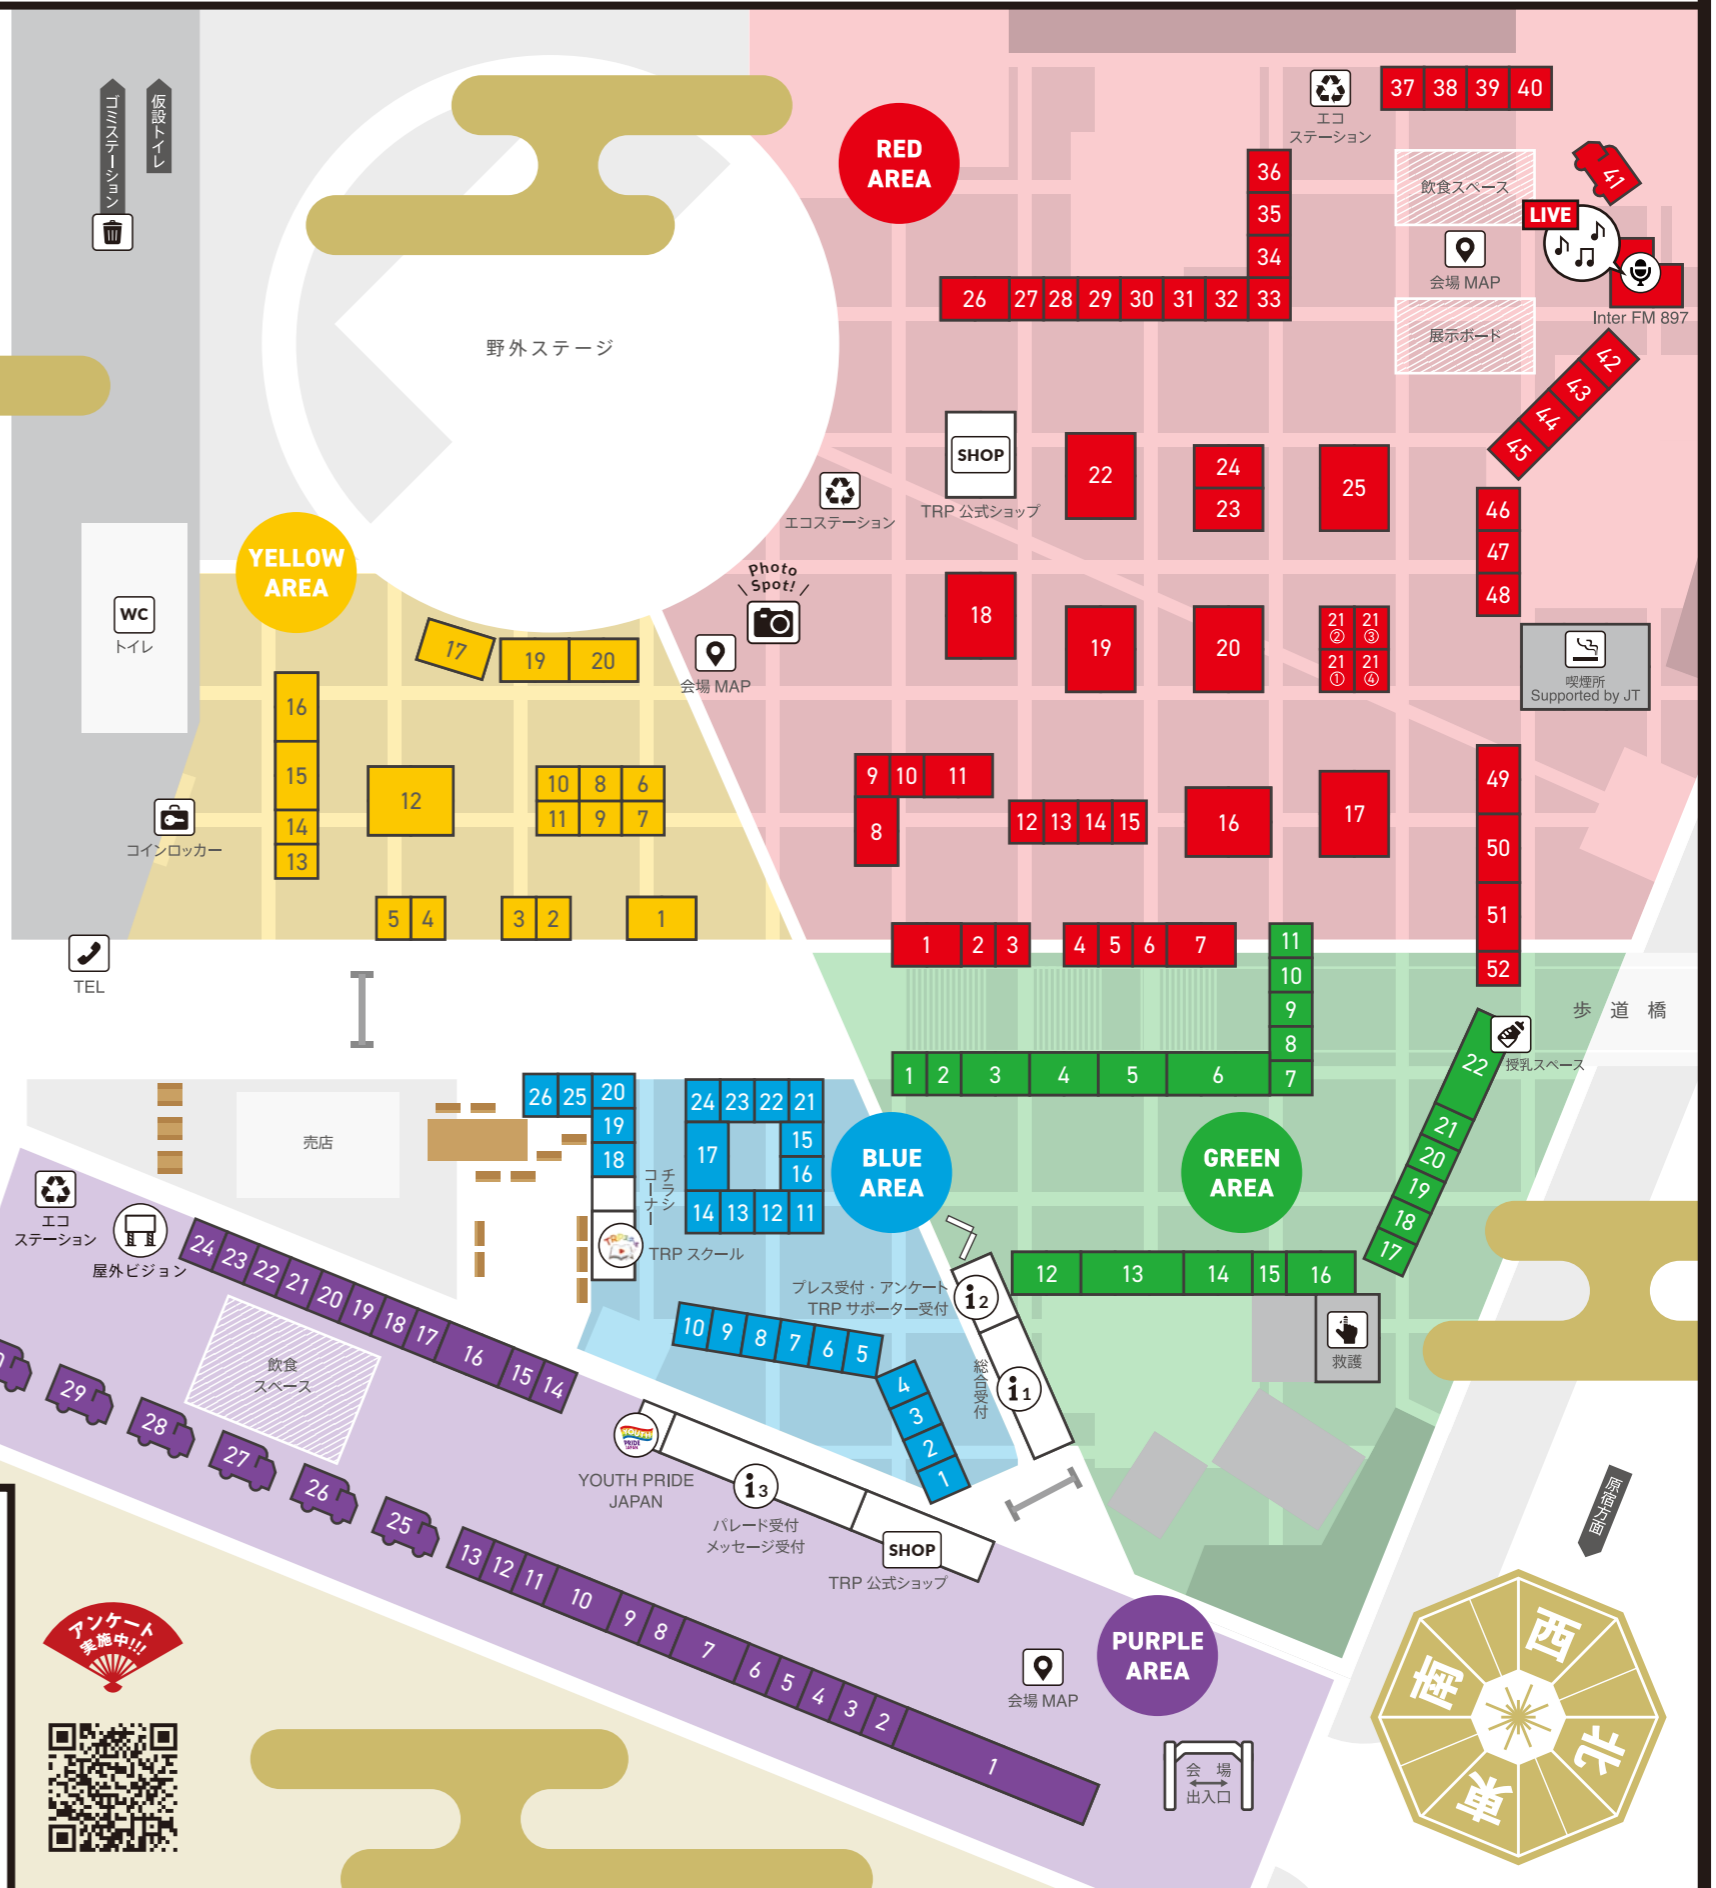 ゴミステーション
仮設トイレ
野外ステージ
RED
AREA
エコ
ステーション
37 38 39 40
飲食スペース
41
LIVE
会場 MAP
Inter FM 897
展示ボード
36
35
34
26 27 28 29 30 31 32 33
42
43
44
45
SHOP
TRP 公式ショップ
22
24
23
25
エコステーション
46
47
48
Photo
Spot!
会場 MAP
18
19
20
21② 21③
21① 21④
喫煙所
Supported by JT
9 10 11
8
12 13 14 15
16
17
49
50
51
52
1 2 3
4 5 6 7
YELLOW
AREA
WC
トイレ
17
19 20
16
15
14
13
12
10 8 6
11 9 7
コインロッカー
5 4
3 2
1
TEL
歩道橋
11
10
9
8
1 2 3 4 5 6 7
22
授乳スペース
21
20
19
18
17
GREEN
AREA
12 13 14 15 16
救護
売店
26 25 20
19
18
チラシ
コーナー
TRP スクール
24 23 22 21
17
15
16
14 13 12 11
BLUE
AREA
プレス受付・アンケート
TRP サポーター受付
i2
総合受付
i1
10 9 8 7 6 5
4
3
2
1
エコ
ステーション
屋外ビジョン
24 23 22 21 20 19 18 17 16 15 14
飲食
スペース
29
28
27
26
25
YOUTH
PRIDE
JAPAN
YOUTH PRIDE
JAPAN
i3
パレード受付
メッセージ受付
SHOP
TRP 公式ショップ
13 12 11 10 9 8 7 6 5 4 3 2 1
PURPLE
AREA
会場 MAP
会場
出入口
原宿方面
西
南
北
東
アンケート
実施中!!!